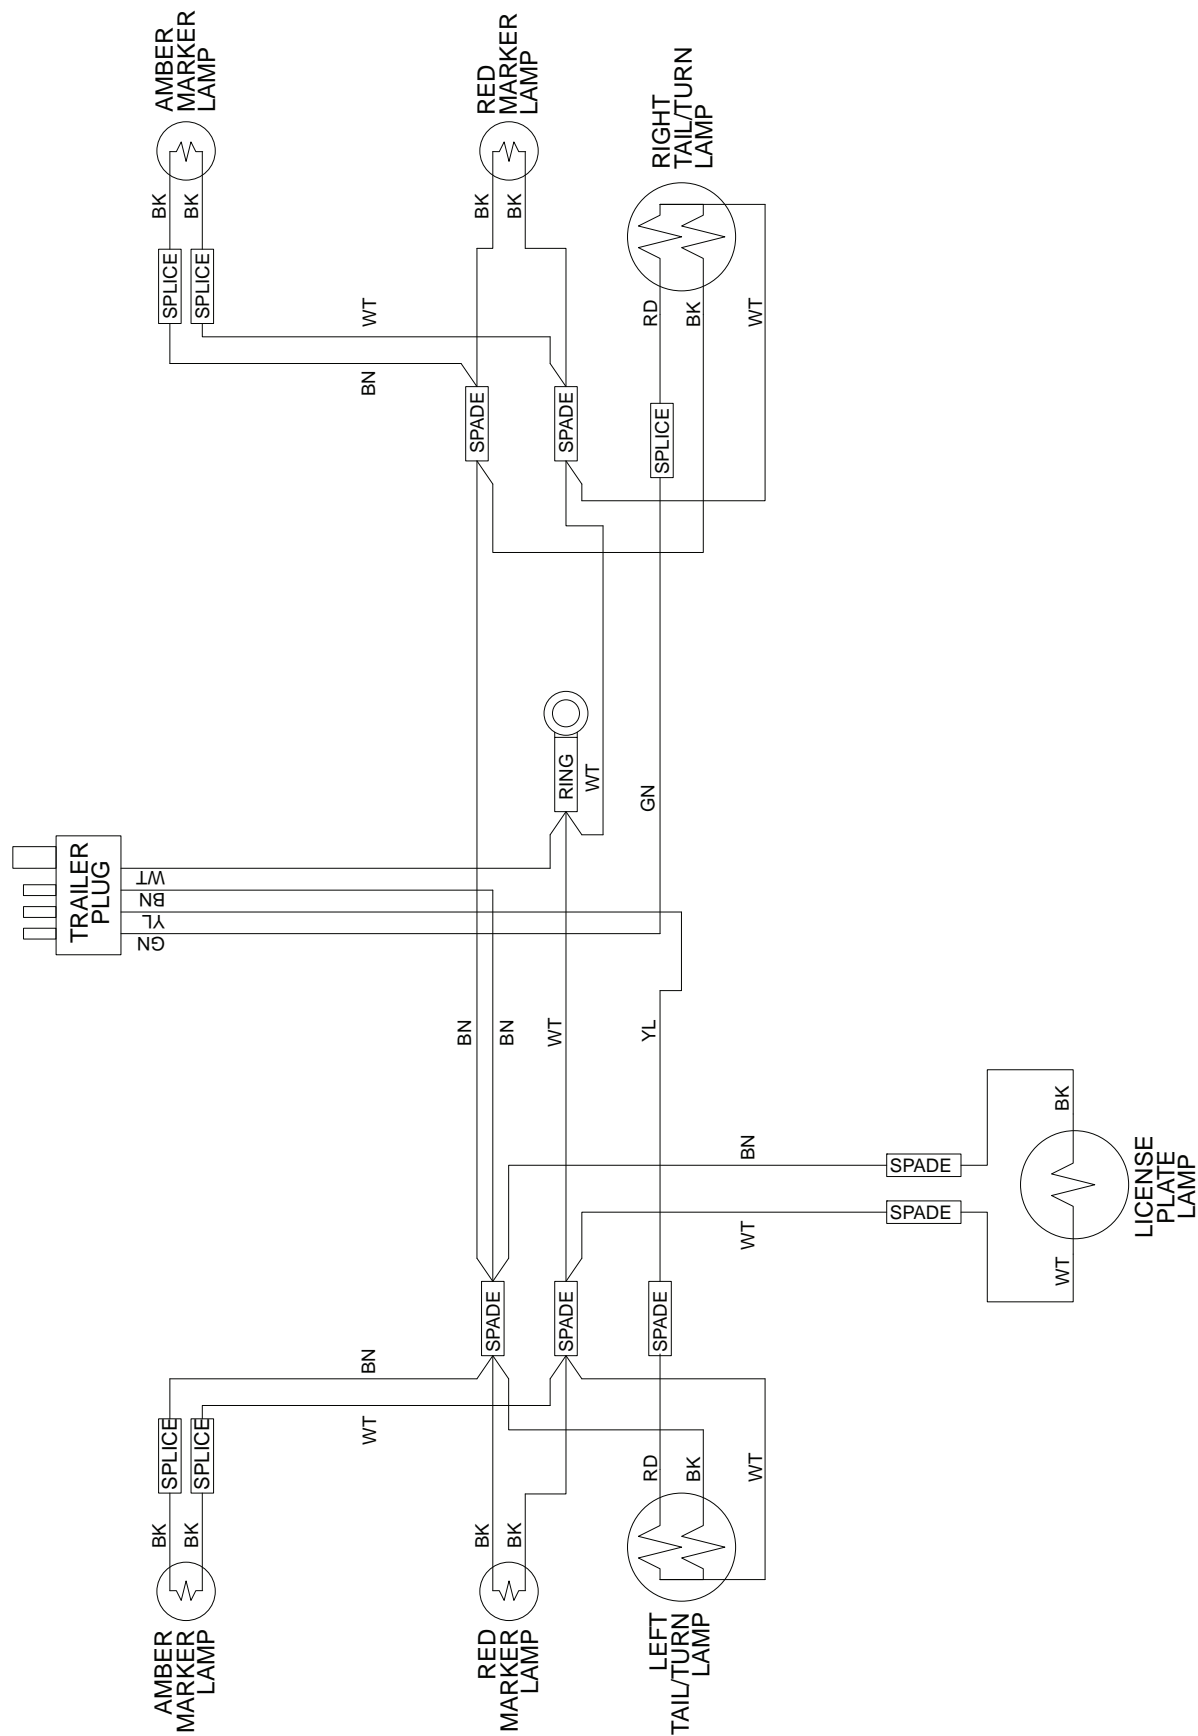 AMBER
MARKER
LAMP
RED
MARKER
LAMP
RIGHT
TAIL/TURN
LAMP
BK
BK
SPLICE
SPLICE
WT
BN
BK
BK
SPADE
SPADE
RD
BK
WT
SPLICE
TRAILER
PLUG
WT
BN
YL
GN
RING
WT
GN
BN
BN
WT
YL
BN
WT
SPADE
SPADE
BK
WT
LICENSE
PLATE
LAMP
SPADE
SPADE
SPADE
BN
WT
SPLICE
SPLICE
BK
BK
BK
BK
RD
BK
WT
AMBER
MARKER
LAMP
RED
MARKER
LAMP
LEFT
TAIL/TURN
LAMP